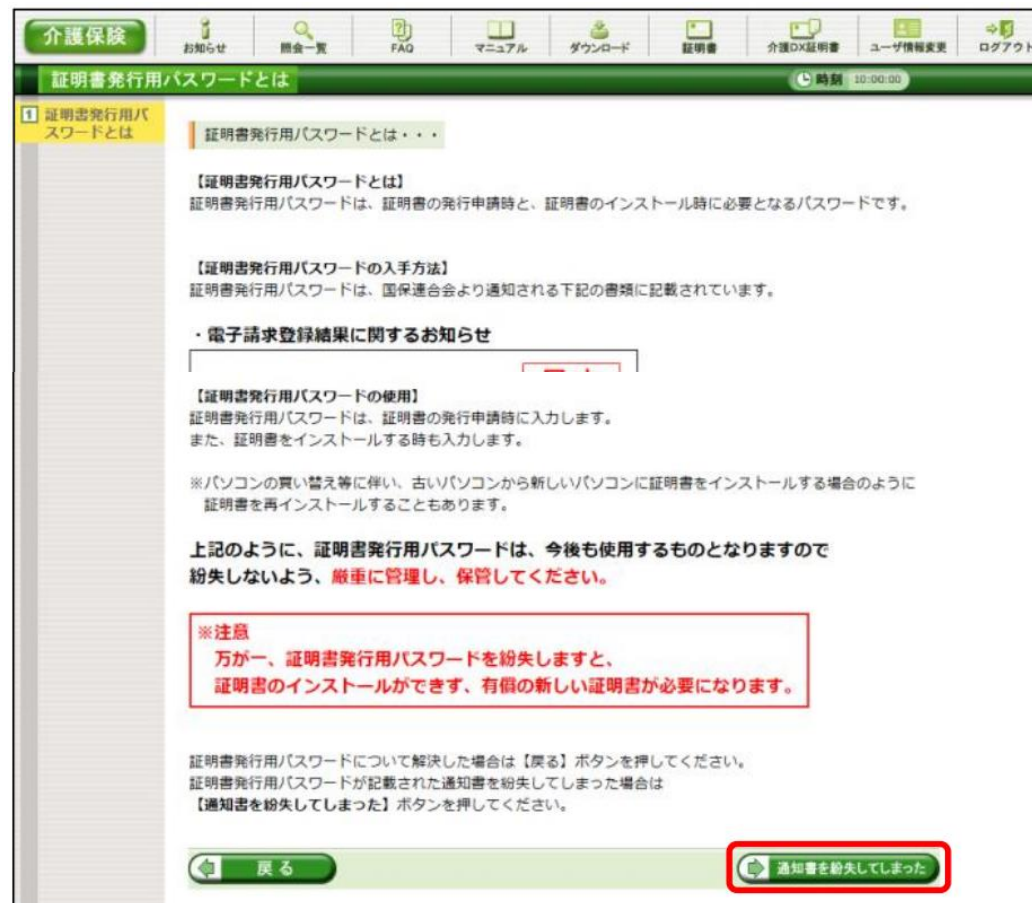 介護保険
お知らせ
照会一覧
FAQ
マニュアル
ダウンロード
証明書
介護DX証明書
ユーザ情報変更
ログアウト
証明書発行用パスワードとは
時刻 10:00:00
1 証明書発行用パ
スワードとは
証明書発行用パスワードとは・・・
【証明書発行用パスワードとは】
証明書発行用パスワードは、証明書の発行申請時と、証明書のインストール時に必要となるパスワードです。
【証明書発行用パスワードの入手方法】
証明書発行用パスワードは、国保連合会より通知される下記の書類に記載されています。
・電子請求登録結果に関するお知らせ
【証明書発行用パスワードの使用】
証明書発行用パスワードは、証明書の発行申請時に入力します。
また、証明書をインストールする時も入力します。
※パソコンの買い替え等に伴い、古いパソコンから新しいパソコンに証明書をインストールする場合のように
証明書を再インストールすることもあります。
上記のように、証明書発行用パスワードは、今後も使用するものとなりますので
紛失しないよう、厳重に管理し、保管してください。
※注意
万が一、証明書発行用パスワードを紛失しますと、
証明書のインストールができず、有償の新しい証明書が必要になります。
証明書発行用パスワードについて解決した場合は【戻る】ボタンを押してください。
証明書発行用パスワードが記載された通知書を紛失してしまった場合は
【通知書を紛失してしまった】ボタンを押してください。
戻る
通知書を紛失してしまった